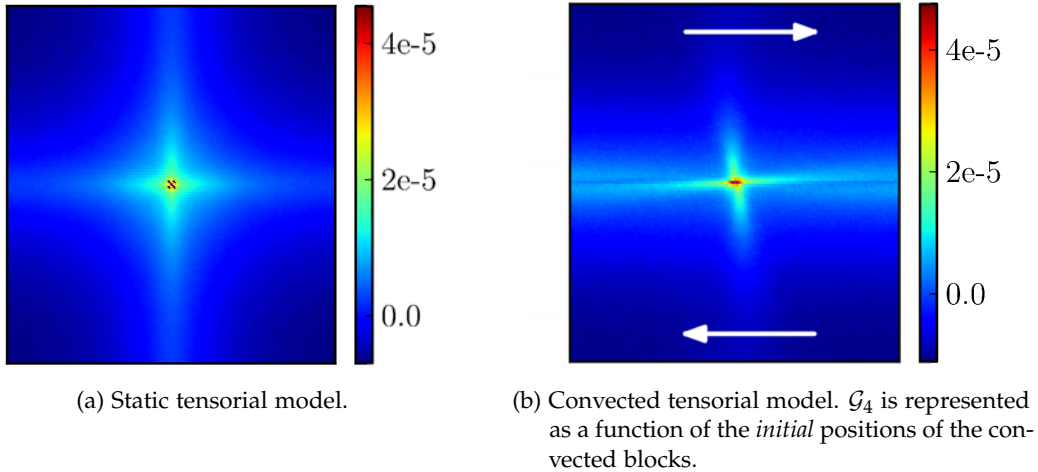 4e-5
2e-5
0.0
4e-5
2e-5
0.0
(a) Static tensorial model.
(b) Convected tensorial model. 𝒢₄ is represented
as a function of the initial positions of the con-
vected blocks.